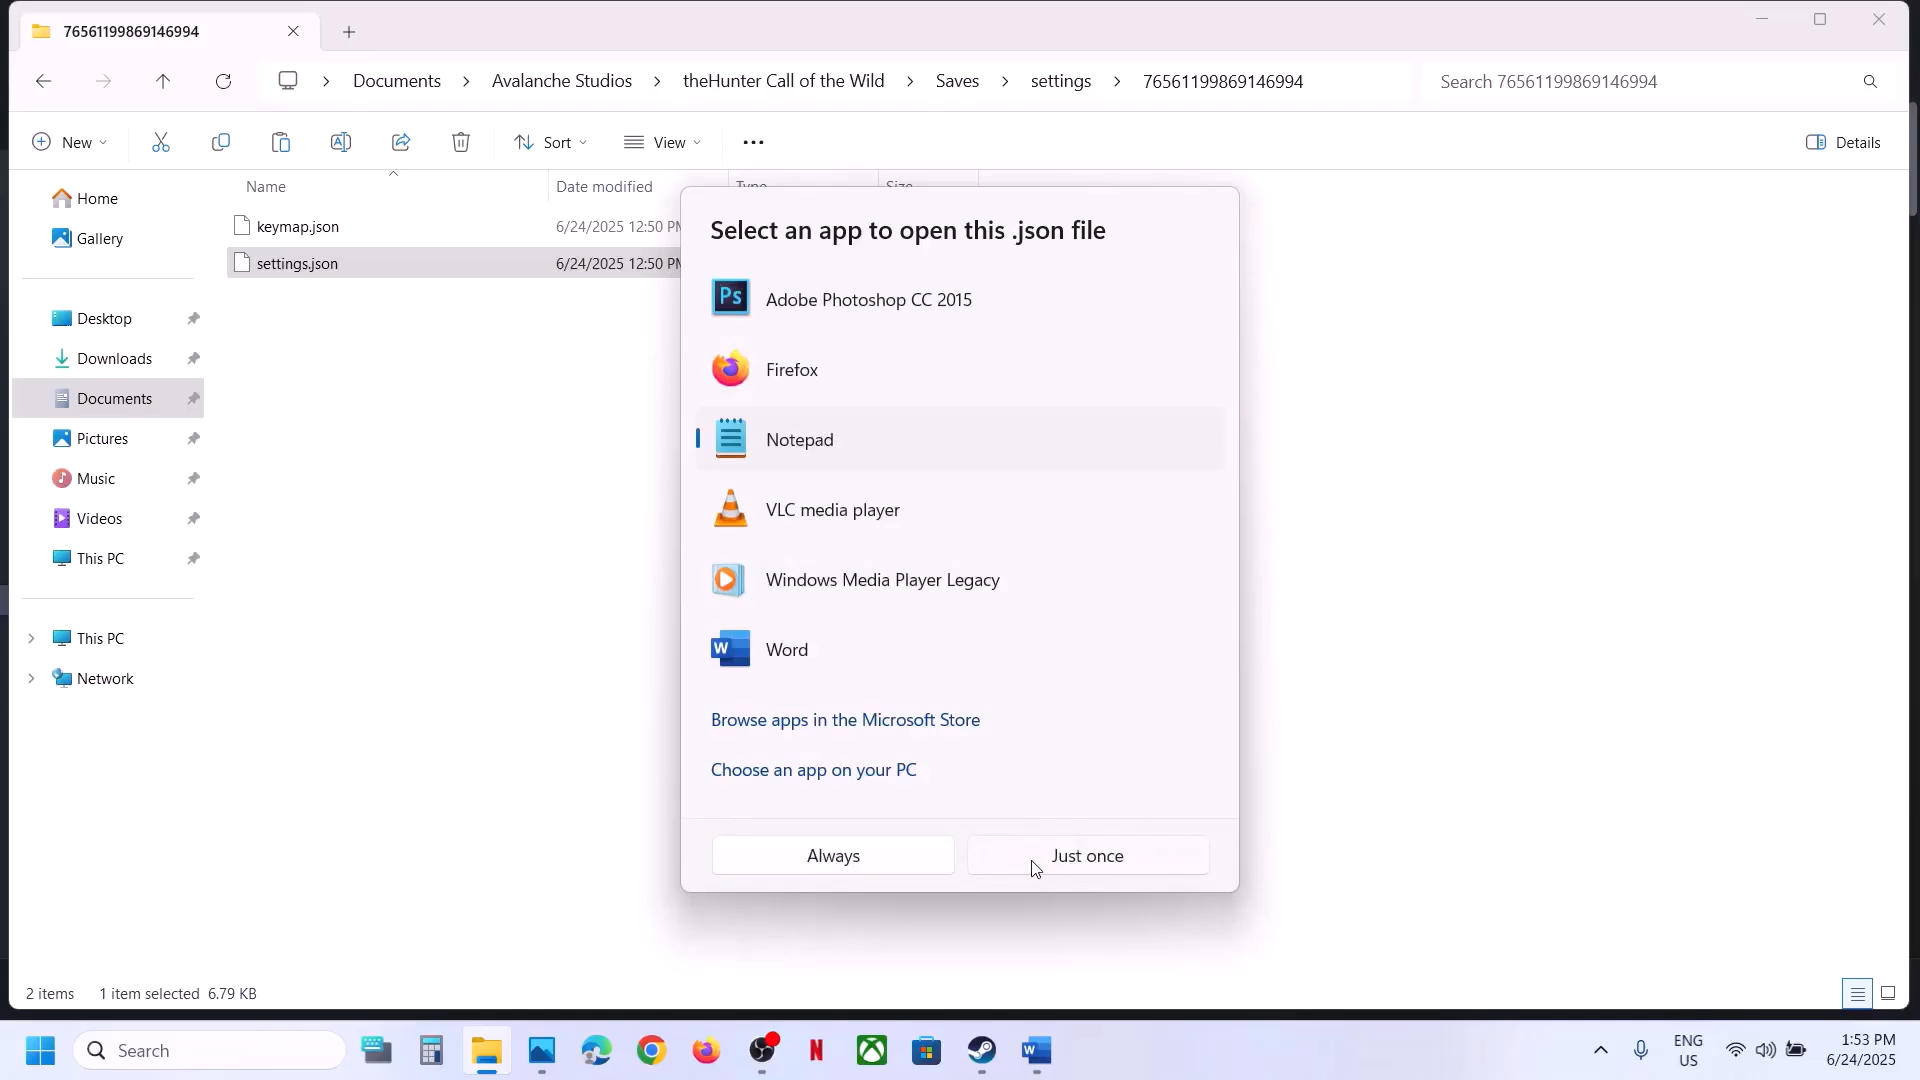 76561199869146994
Documents > Avalanche Studios > theHunter Call of the Wild > Saves > settings > 76561199869146994
Search 76561199869146994
New
Sort
View
Details
Name
Date modified
Type
Size
Home
Gallery
Desktop
Downloads
Documents
Pictures
Music
Videos
This PC
This PC
Network
keymap.json 6/24/2025 12:50 PM
settings.json 6/24/2025 12:50 PM
Select an app to open this .json file
Ps
Adobe Photoshop CC 2015
Firefox
Notepad
VLC media player
Windows Media Player Legacy
W
Word
Browse apps in the Microsoft Store
Choose an app on your PC
Always
Just once
2 items 1 item selected 6.79 KB
Search
N
W
ENG
US
1:53 PM
6/24/2025